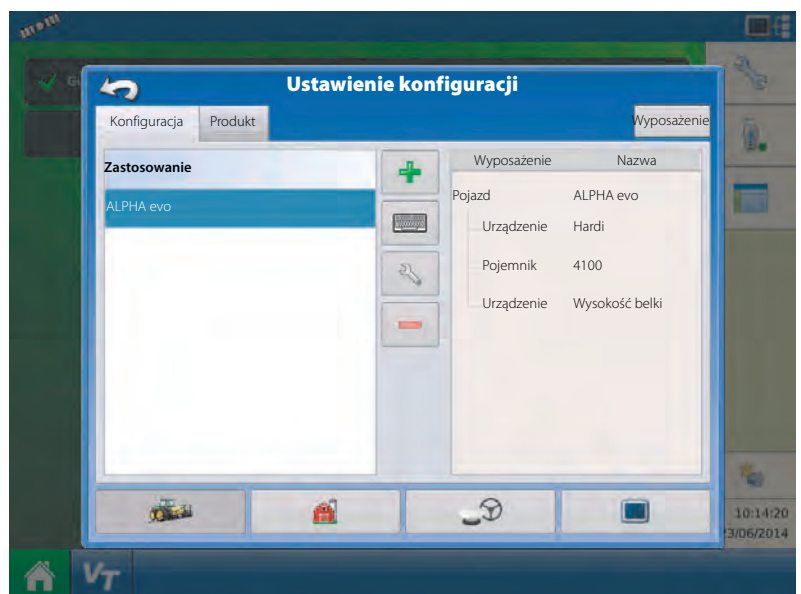 Ustawienie konfiguracji
Konfiguracja Produkt Wyposażenie
Zastosowanie
ALPHA evo
Wyposażenie Nazwa
Pojazd ALPHA evo
Urządzenie Hardi
Pojemnik 4100
Urządzenie Wysokość belki
10:14:20
3/06/2014
VT